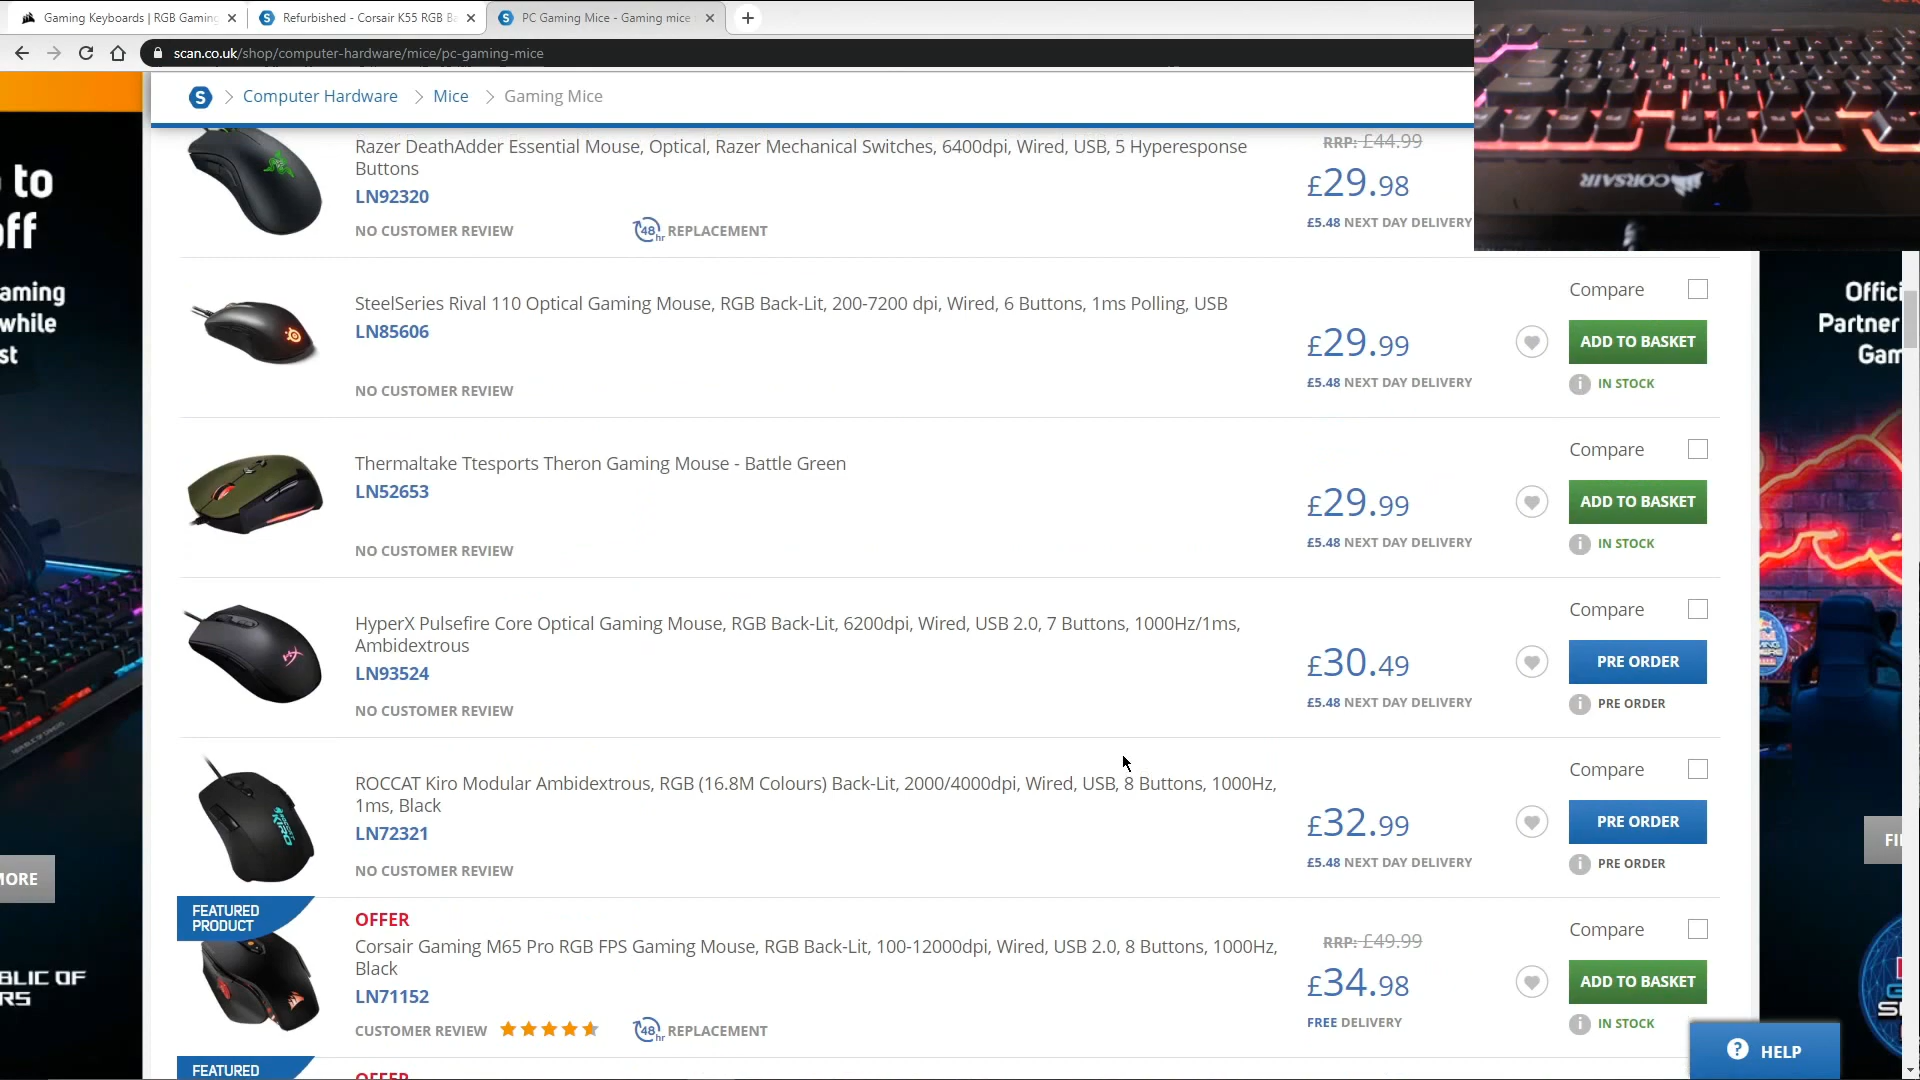 Gaming Keyboards | RGB Gaming
Refurbished - Corsair K55 RGB Ba
PC Gaming Mice - Gaming mice
scan.co.uk/shop/computer-hardware/mice/pc-gaming-mice
S > Computer Hardware > Mice > Gaming Mice
CORSAIR
Razer DeathAdder Essential Mouse, Optical, Razer Mechanical Switches, 6400dpi, Wired, USB, 5 Hyperesponse
Buttons
LN92320
NO CUSTOMER REVIEW
48hr REPLACEMENT
RRP: £44.99
£29.98
£5.48 NEXT DAY DELIVERY
SteelSeries Rival 110 Optical Gaming Mouse, RGB Back-Lit, 200-7200 dpi, Wired, 6 Buttons, 1ms Polling, USB
LN85606
NO CUSTOMER REVIEW
£29.99
£5.48 NEXT DAY DELIVERY
Compare
ADD TO BASKET
IN STOCK
Thermaltake Ttesports Theron Gaming Mouse - Battle Green
LN52653
NO CUSTOMER REVIEW
£29.99
£5.48 NEXT DAY DELIVERY
Compare
ADD TO BASKET
IN STOCK
HyperX Pulsefire Core Optical Gaming Mouse, RGB Back-Lit, 6200dpi, Wired, USB 2.0, 7 Buttons, 1000Hz/1ms,
Ambidextrous
LN93524
NO CUSTOMER REVIEW
£30.49
£5.48 NEXT DAY DELIVERY
Compare
PRE ORDER
PRE ORDER
ROCCAT Kiro Modular Ambidextrous, RGB (16.8M Colours) Back-Lit, 2000/4000dpi, Wired, USB, 8 Buttons, 1000Hz,
1ms, Black
LN72321
NO CUSTOMER REVIEW
£32.99
£5.48 NEXT DAY DELIVERY
Compare
PRE ORDER
PRE ORDER
FEATURED
PRODUCT
OFFER
Corsair Gaming M65 Pro RGB FPS Gaming Mouse, RGB Back-Lit, 100-12000dpi, Wired, USB 2.0, 8 Buttons, 1000Hz,
Black
LN71152
CUSTOMER REVIEW
48hr REPLACEMENT
RRP: £49.99
£34.98
FREE DELIVERY
Compare
ADD TO BASKET
IN STOCK
FEATURED
OFFER
HELP
to
off
aming
while
st
MORE
BLIC OF
RS
Offici
Partner
Gam
FI